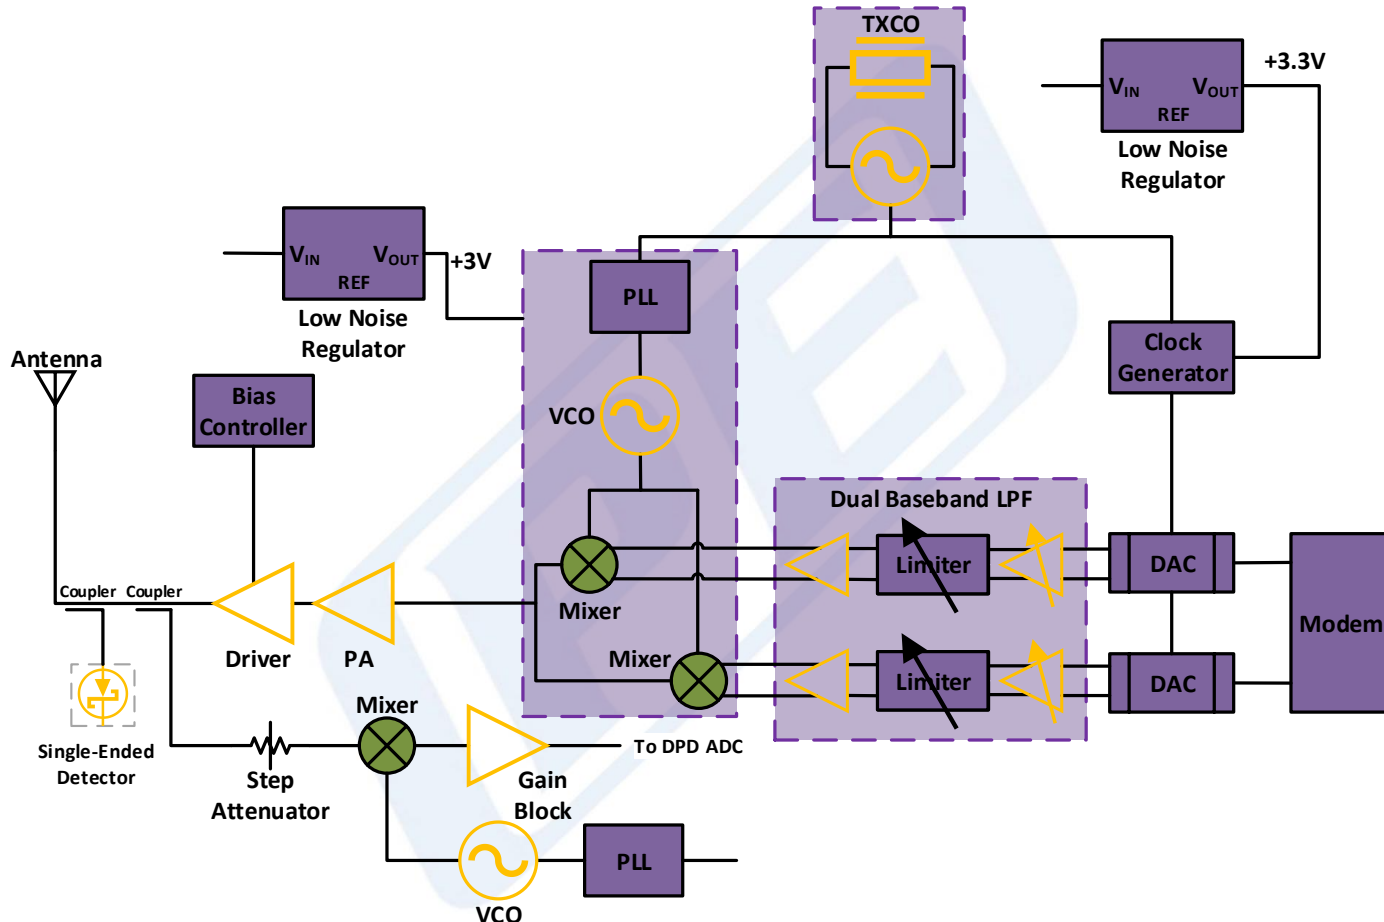 TXCO
+3.3V
VIN
VOUT
REF
Low Noise
Regulator
VIN
VOUT
REF
+3V
Low Noise
Regulator
PLL
Clock
Generator
Antenna
Bias
Controller
VCO
Dual Baseband LPF
Limiter
DAC
Mixer
Coupler
Coupler
Driver
PA
Mixer
Limiter
DAC
Modem
Mixer
Single-Ended
Detector
Step
Attenuator
Gain
Block
To DPD ADC
VCO
PLL